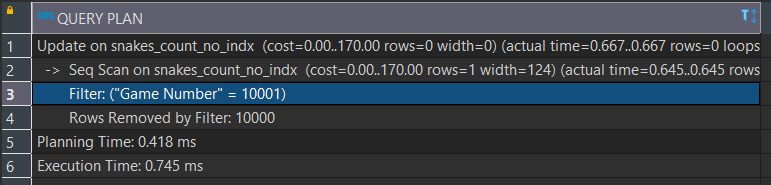 ABC QUERY PLAN
1 Update on snakes_count_no_indx (cost=0.00..170.00 rows=0 width=0) (actual time=0.667..0.667 rows=0 loops
2 -> Seq Scan on snakes_count_no_indx (cost=0.00..170.00 rows=1 width=124) (actual time=0.645..0.645 rows
3 Filter: ("Game Number" = 10001)
4 Rows Removed by Filter: 10000
5 Planning Time: 0.418 ms
6 Execution Time: 0.745 ms